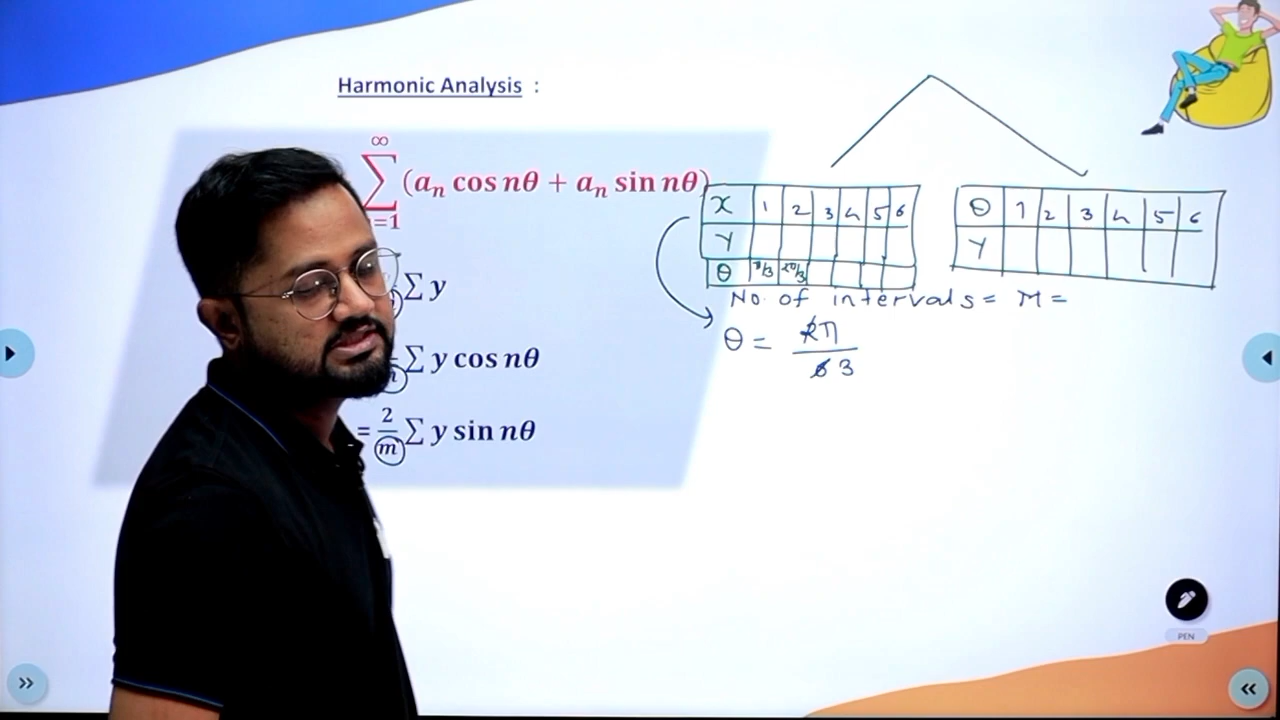 Harmonic Analysis :
∞
∑ (aₙ cos nθ + aₙ sin nθ)
n=1
∑ y
∑ y cos nθ
= 2/m ∑ y sin nθ
X 1 2 3 4 5 6
Y
θ π/3 2π/3
θ 1 2 3 4 5 6
Y
No. of intervals = M =
θ = 2π / 6 3
PEN